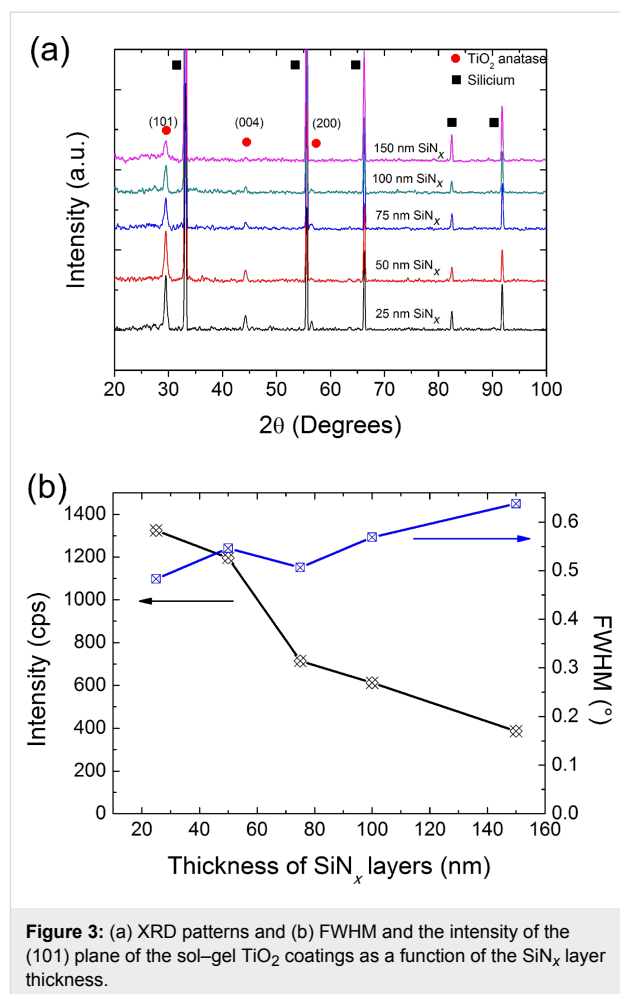 (a)
TiO₂ anatase
Silicium
(101)
(004)
(200)
150 nm SiNₓ
100 nm SiNₓ
75 nm SiNₓ
50 nm SiNₓ
25 nm SiNₓ
Intensity (a.u.)
20 30 40 50 60 70 80 90 100
2θ (Degrees)
(b)
1400
1200
1000
800
600
400
200
0
Intensity (cps)
0.6
0.5
0.4
0.3
0.2
0.1
0.0
FWHM (°)
20 40 60 80 100 120 140 160
Thickness of SiNₓ layers (nm)
Figure 3: (a) XRD patterns and (b) FWHM and the intensity of the
(101) plane of the sol–gel TiO₂ coatings as a function of the SiNₓ layer
thickness.